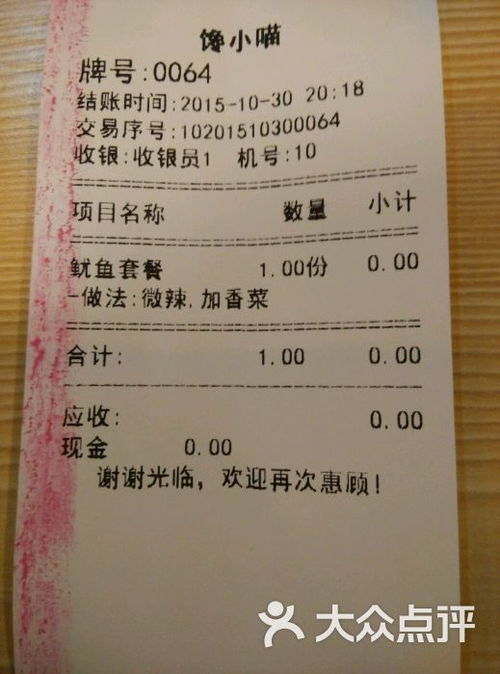 馋小喵
牌号:0064
结账时间:2015-10-30 20:18
交易序号:10201510300064
收银:收银员1 机号:10
项目名称 数量 小计
鱿鱼套餐 1.00份 0.00
-做法:微辣,加香菜
合计: 1.00 0.00
应收: 0.00
现金 0.00
谢谢光临，欢迎再次惠顾!
大众点评